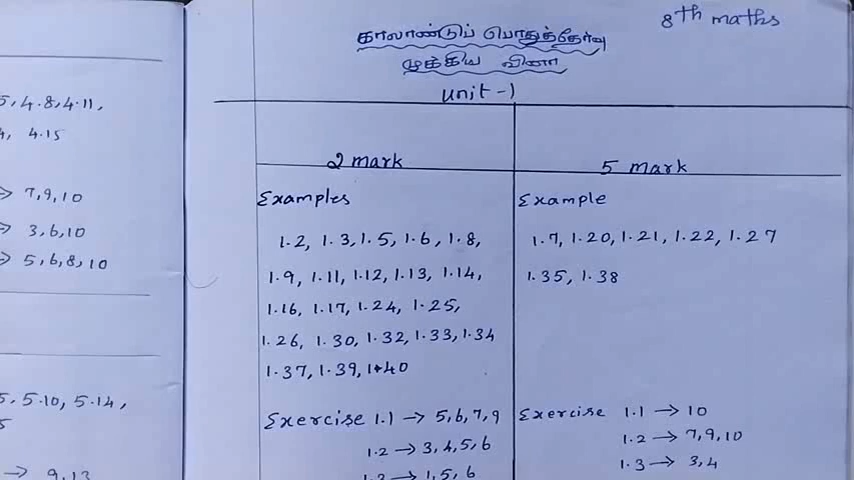 8th maths
காலாண்டுப் பொதுத்தேர்வு
முக்கிய வினா
Unit - 1
2 mark
Examples
1.2, 1.3, 1.5, 1.6, 1.8,
1.9, 1.11, 1.12, 1.13, 1.14,
1.16, 1.17, 1.24, 1.25,
1.26, 1.30, 1.32, 1.33, 1.34
1.37, 1.39, 1.40
Exercise 1.1 → 5,6,7,9
1.2 → 3,4,5,6
→ 1,5,6
5 mark
Example
1.7, 1.20, 1.21, 1.22, 1.27
1.35, 1.38
Exercise 1.1 → 10
1.2 → 7,9,10
1.3 → 3,4
5, 4.8, 4.11,
4.15
→ 7,9,10
→ 3,6,10
→ 5,6,8,10
5.10, 5.14,
→ 9,13